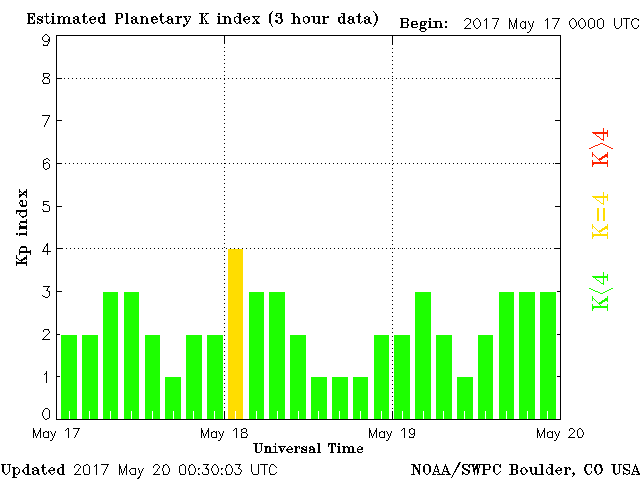 Estimated Planetary K index (3 hour data) Begin: 2017 May 17 0000 UTC
9
8
7
6
5
4
3
2
1
0
Kp index
K>4
K=4
K<4
May 17 May 18 May 19 May 20
Universal Time
Updated 2017 May 20 00:30:03 UTC NOAA/SWPC Boulder, CO USA